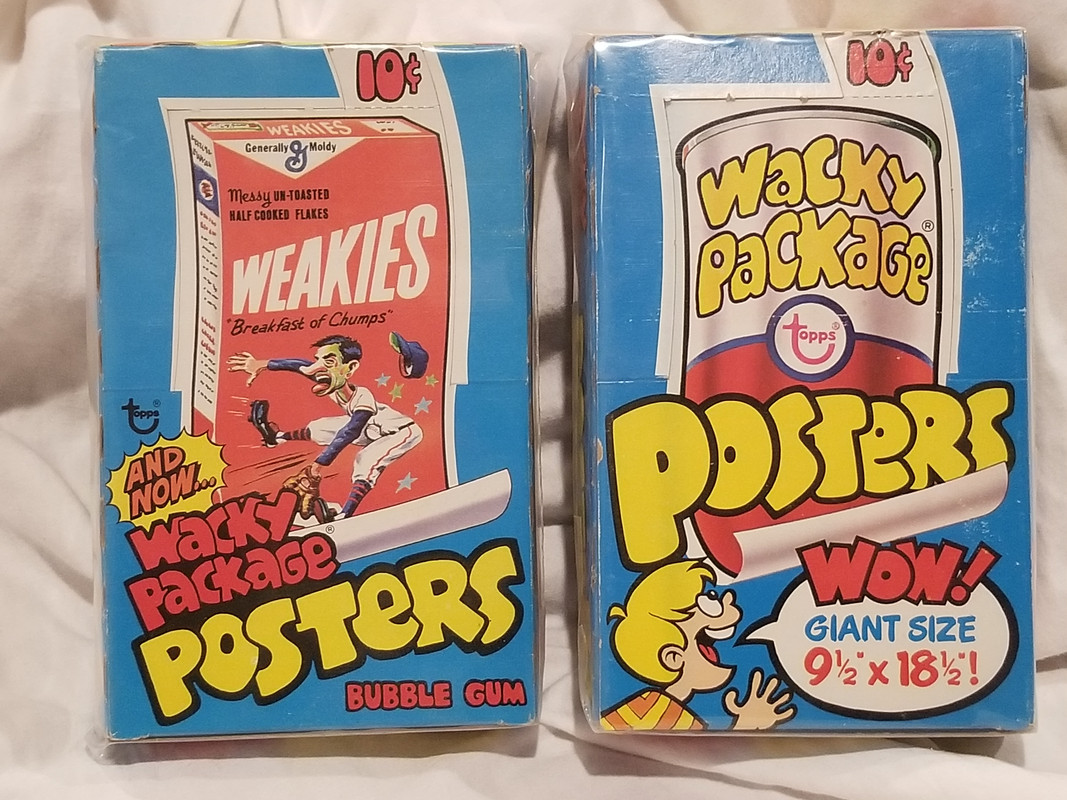 10¢
WEAKIES
Generally G Moldy
Messy UN-TOASTED
HALF COOKED FLAKES
WEAKIES
"Breakfast of Chumps"
topps®
AND
NOW...
Wacky
Package®
POSTERS
BUBBLE GUM
10¢
Wacky
Package®
topps®
POSTERS
WOW!
GIANT SIZE
9½" x 18½"!